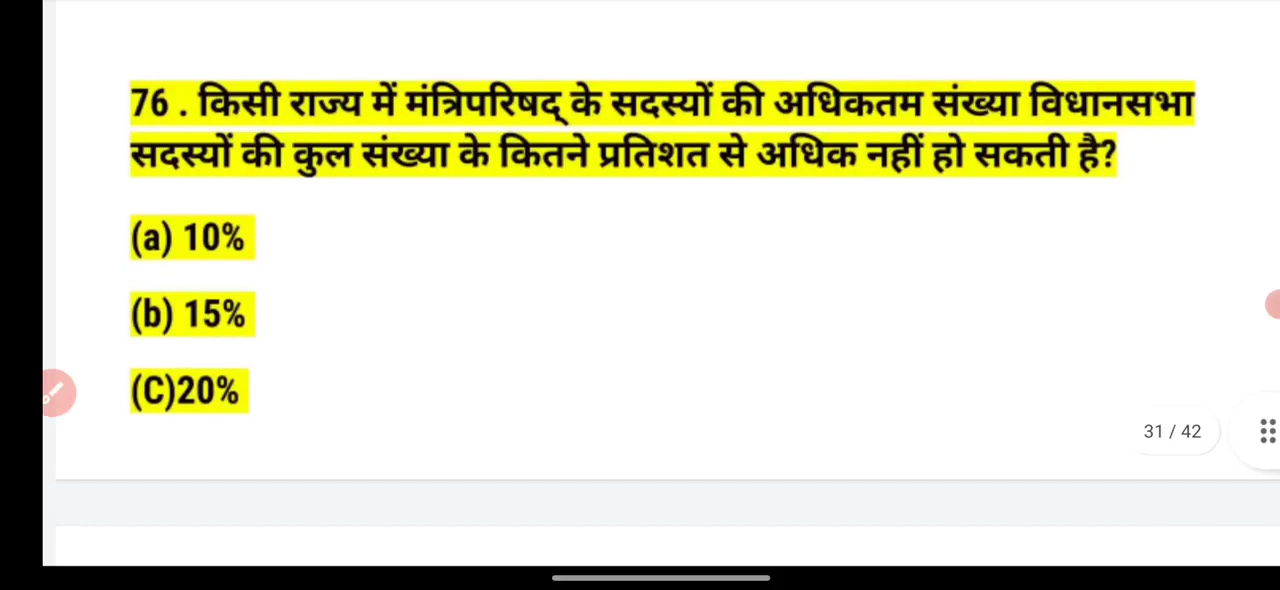 76 . किसी राज्य में मंत्रिपरिषद् के सदस्यों की अधिकतम संख्या विधानसभा
सदस्यों की कुल संख्या के कितने प्रतिशत से अधिक नहीं हो सकती है?
(a) 10%
(b) 15%
(C)20%
31 / 42